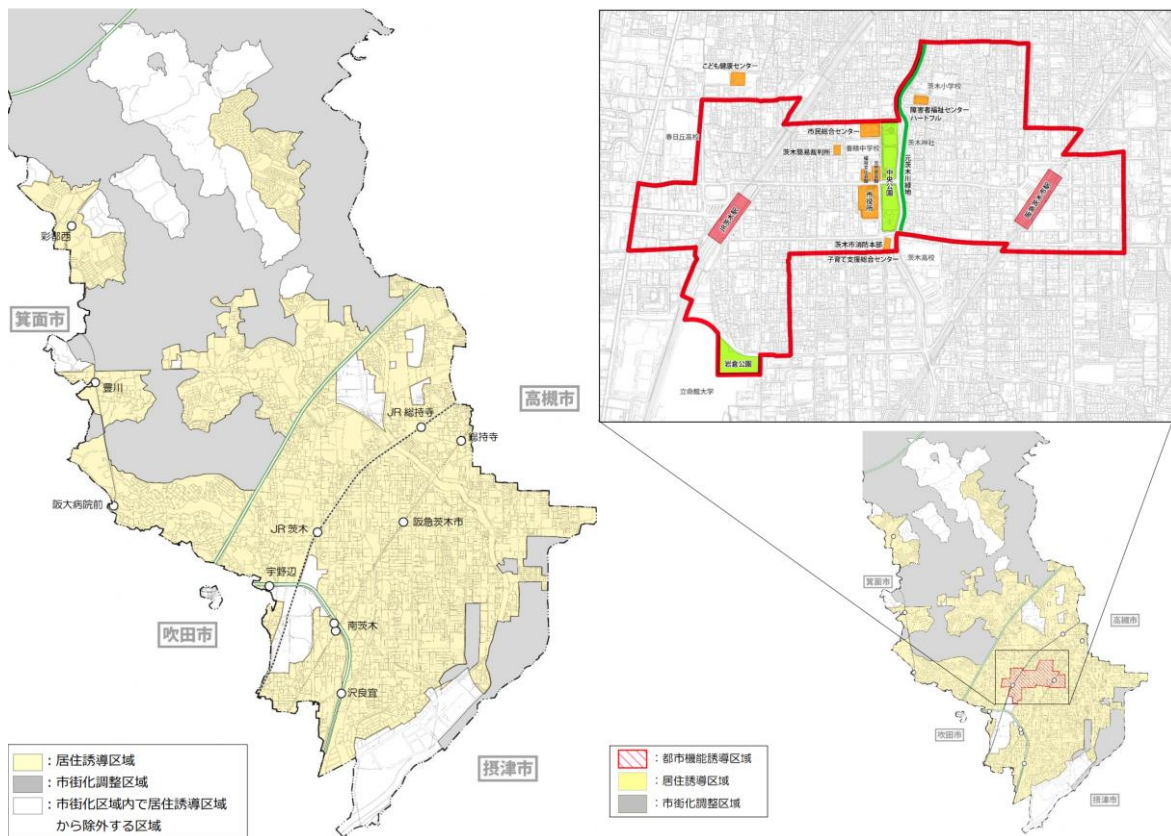 彩都西
箕面市
豊川
阪大病院前
高槻市
JR 総持寺
総持寺
JR 茨木
阪急茨木市
宇野辺
吹田市
南茨木
沢良宜
摂津市
：居住誘導区域
：市街化調整区域
：市街化区域内で居住誘導区域
から除外する区域
こども健康センター
茨木小学校
障害者福祉センター
ハートフル
春日丘高校
市民総合センター
養精中学校
茨木神社
茨木簡易裁判所
元茨木川緑地
中央公園
市役所
JR茨木駅
阪急茨木市駅
茨木市消防本部
子育て支援総合センター
茨木高校
岩倉公園
立命館大学
箕面市
高槻市
吹田市
摂津市
：都市機能誘導区域
：居住誘導区域
：市街化調整区域